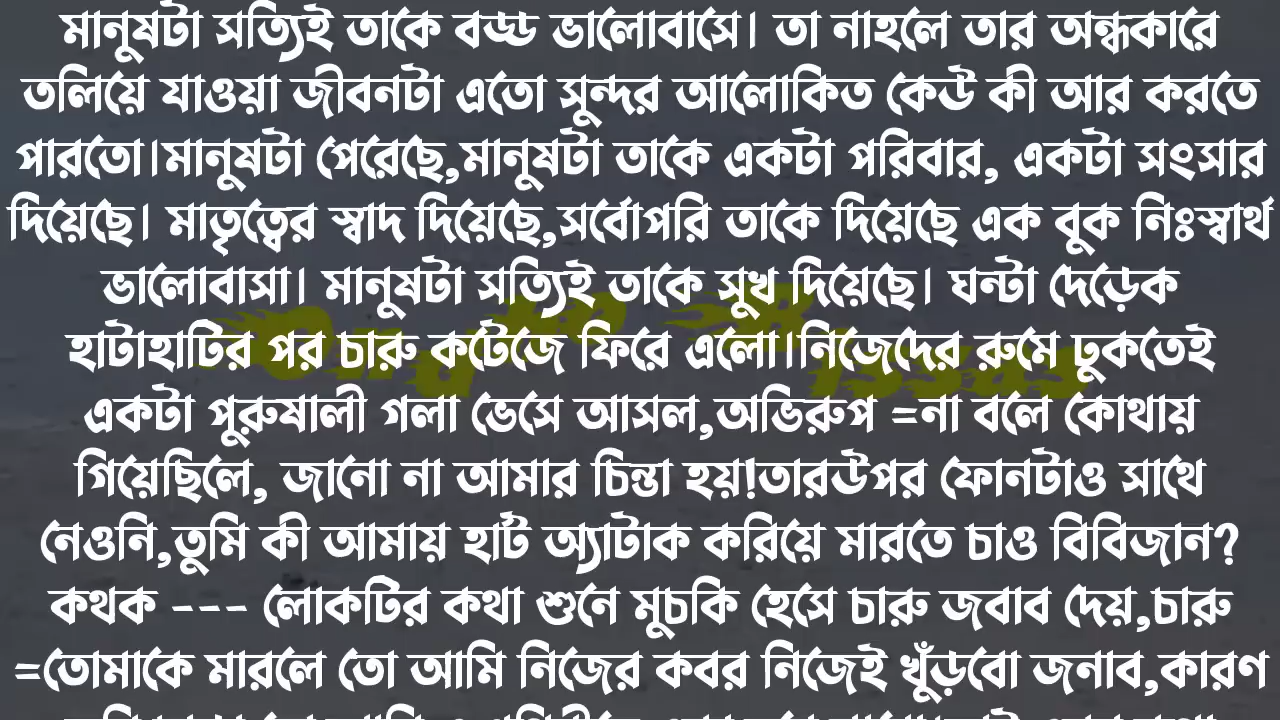 মানুষটা সত্যিই তাকে বড্ড ভালোবাসে। তা নাহলে তার অন্ধকারে
তলিয়ে যাওয়া জীবনটা এতো সুন্দর আলোকিত কেউ কী আর করতে
পারতো।মানুষটা পেরেছে,মানুষটা তাকে একটা পরিবার, একটা সংসার
দিয়েছে। মাতৃত্বের স্বাদ দিয়েছে,সর্বোপরি তাকে দিয়েছে এক বুক নিঃস্বার্থ
ভালোবাসা। মানুষটা সত্যিই তাকে সুখ দিয়েছে। ঘন্টা দেড়েক
হাটাহাটির পর চারু কটেজে ফিরে এলো।নিজেদের রুমে ঢুকতেই
একটা পুরুষালী গলা ভেসে আসল,অভিরুপ =না বলে কোথায়
গিয়েছিলে, জানো না আমার চিন্তা হয়!তারউপর ফোনটাও সাথে
নেওনি,তুমি কী আমায় হার্ট অ্যাটাক করিয়ে মারতে চাও বিবিজান?
কথক --- লোকটির কথা শুনে মুচকি হেসে চারু জবাব দেয়,চারু
=তোমাকে মারলে তো আমি নিজের কবর নিজেই খুঁড়বো জনাব,কারণ